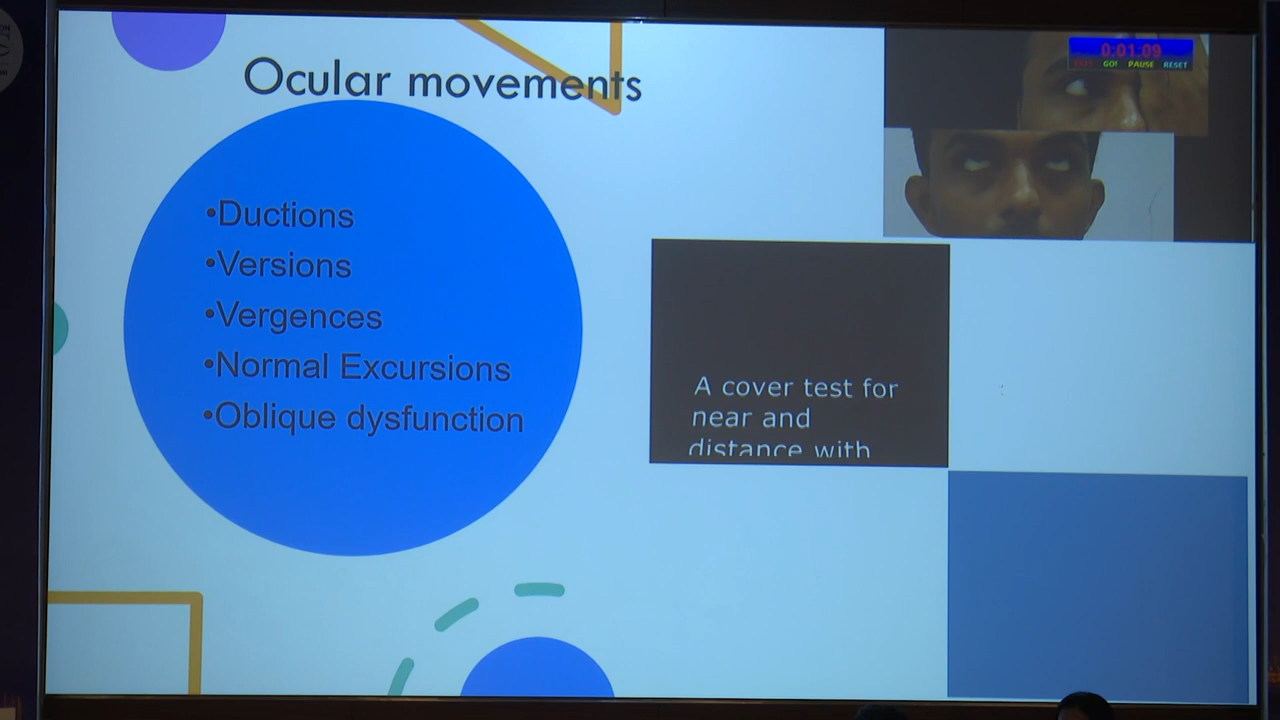 Ocular movements
0:01:09
GO! PAUSE RESET
•Ductions
•Versions
•Vergences
•Normal Excursions
•Oblique dysfunction
A cover test for
near and
distance with